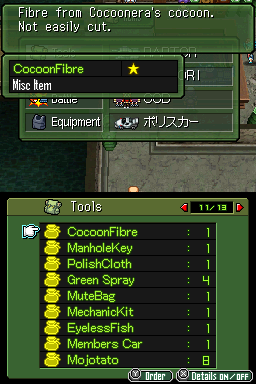 Fibre from Cocoonera's cocoon.
Not easily cut.
RAPTOR
CocoonFibre
Misc Item
ORI
Battle
Equipment
ポリスカー
Tools
11/13
CocoonFibre : 1
ManholeKey : 1
PolishCloth : 1
Green Spray : 4
MuteBag : 1
MechanicKit : 1
EyelessFish : 1
Members Car : 1
Mojotato : 8
Y Order
X Details ON/OFF